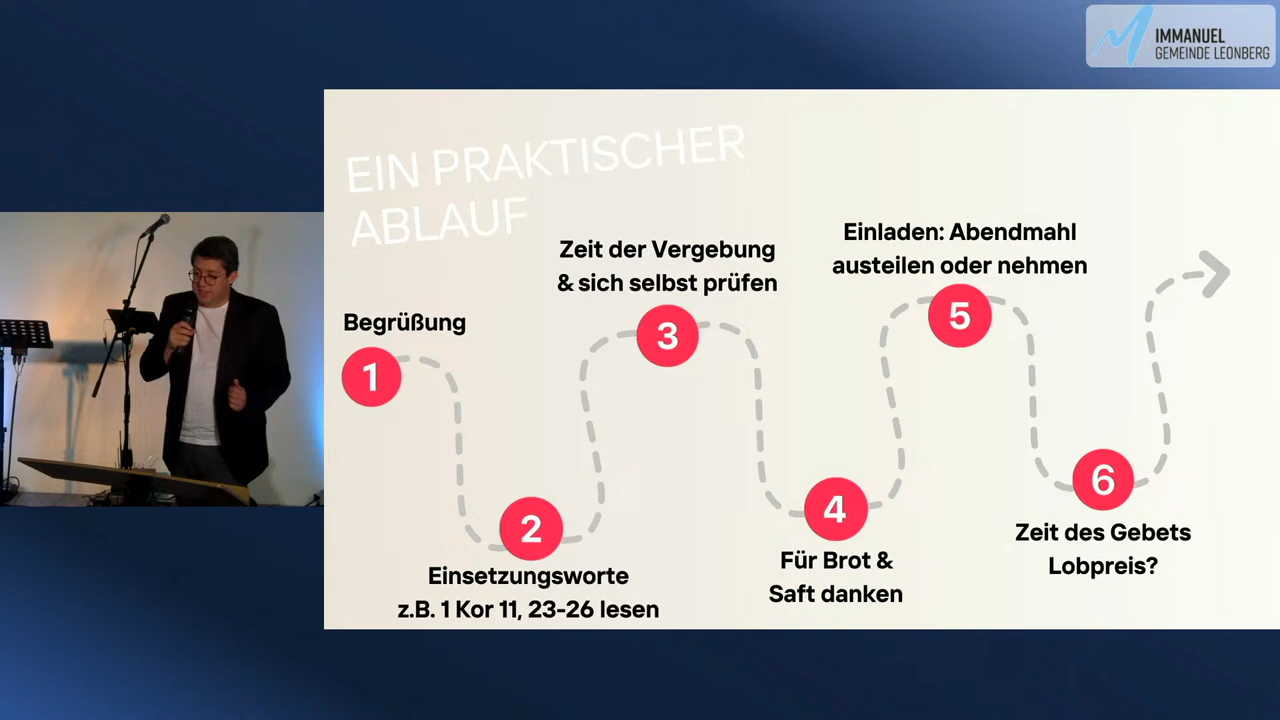 IMMANUEL
GEMEINDE LEONBERG
EIN PRAKTISCHER
ABLAUF
Begrüßung
1
2
Einsetzungsworte
z.B. 1 Kor 11, 23-26 lesen
Zeit der Vergebung
& sich selbst prüfen
3
4
Für Brot &
Saft danken
Einladen: Abendmahl
austeilen oder nehmen
5
6
Zeit des Gebets
Lobpreis?